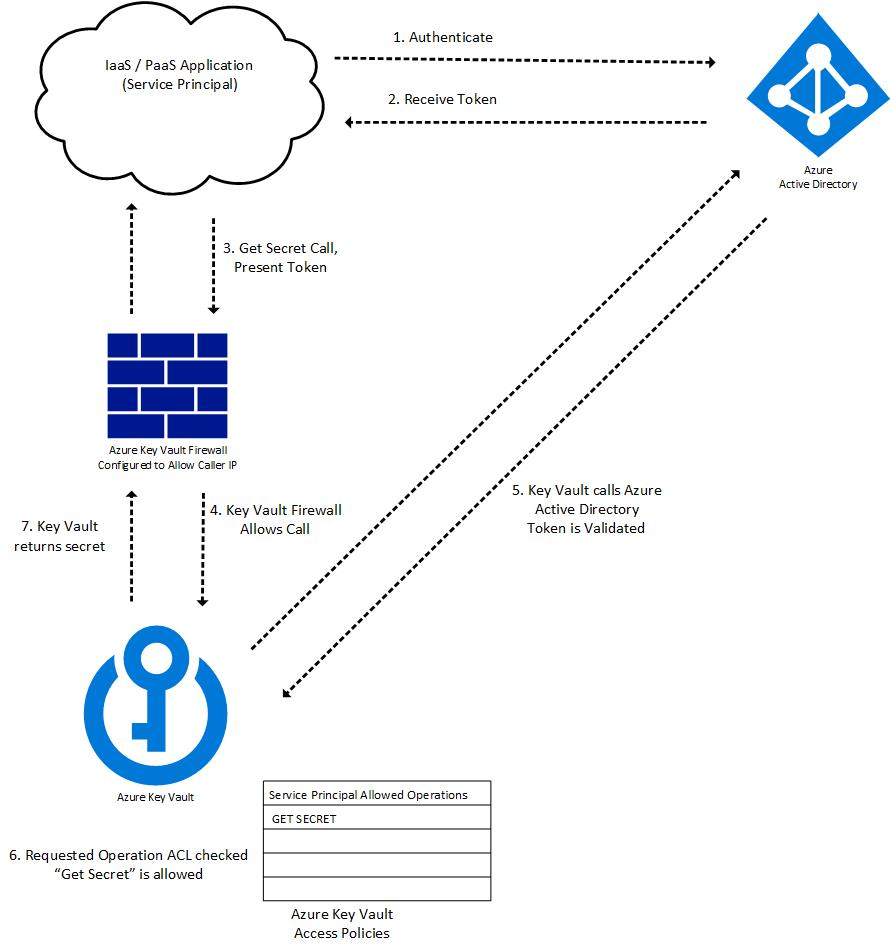 IaaS / PaaS Application
(Service Principal)
1. Authenticate
2. Receive Token
Azure
Active Directory
3. Get Secret Call,
Present Token
Azure Key Vault Firewall
Configured to Allow Caller IP
4. Key Vault Firewall
Allows Call
5. Key Vault calls Azure
Active Directory
Token is Validated
7. Key Vault
returns secret
Azure Key Vault
Service Principal Allowed Operations
GET SECRET
6. Requested Operation ACL checked
“Get Secret” is allowed
Azure Key Vault
Access Policies